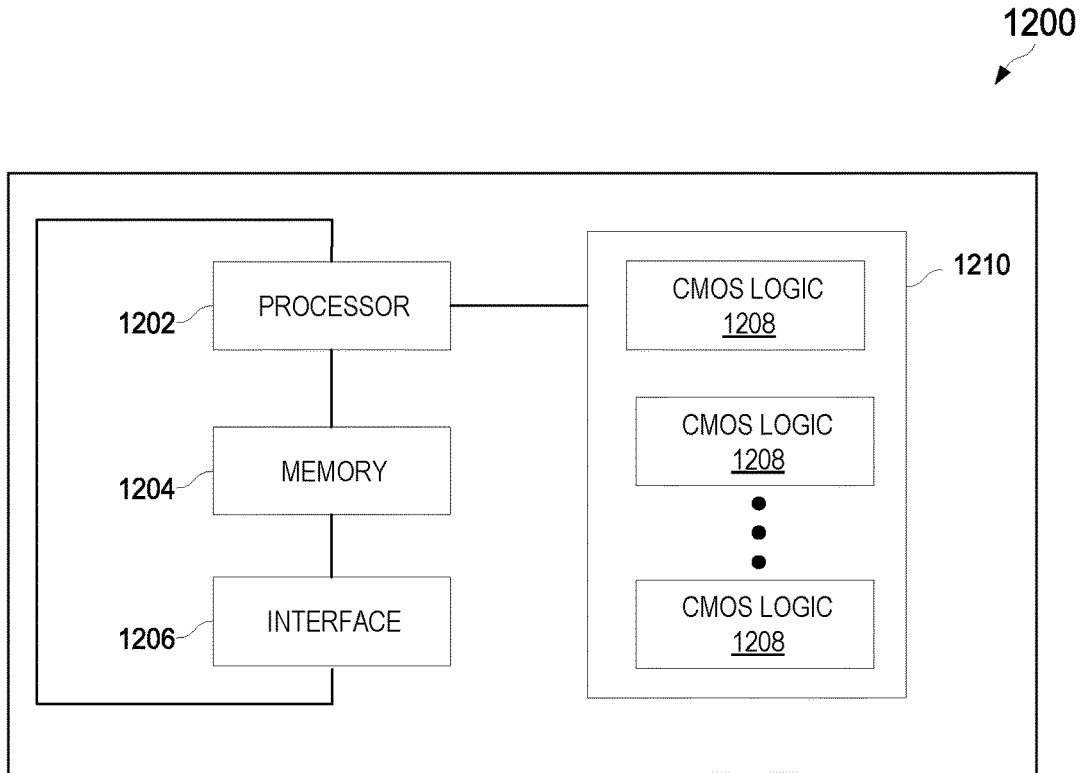 1200
PROCESSOR
1202
MEMORY
1204
INTERFACE
1206
CMOS LOGIC
1208
CMOS LOGIC
1208
CMOS LOGIC
1208
1210